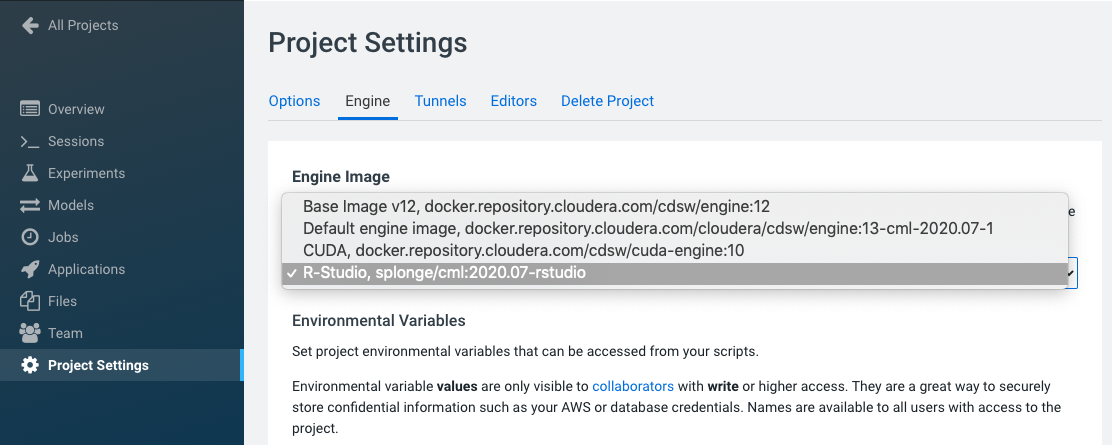 All Projects
Overview
Sessions
Experiments
Models
Jobs
Applications
Files
Team
Project Settings
Project Settings
Options Engine Tunnels Editors Delete Project
Engine Image
Base Image v12, docker.repository.cloudera.com/cdsw/engine:12
Default engine image, docker.repository.cloudera.com/cloudera/cdsw/engine:13-cml-2020.07-1
CUDA, docker.repository.cloudera.com/cdsw/cuda-engine:10
✓ R-Studio, splonge/cml:2020.07-rstudio
Environmental Variables
Set project environmental variables that can be accessed from your scripts.
Environmental variable values are only visible to collaborators with write or higher access. They are a great way to securely
store confidential information such as your AWS or database credentials. Names are available to all users with access to the
project.